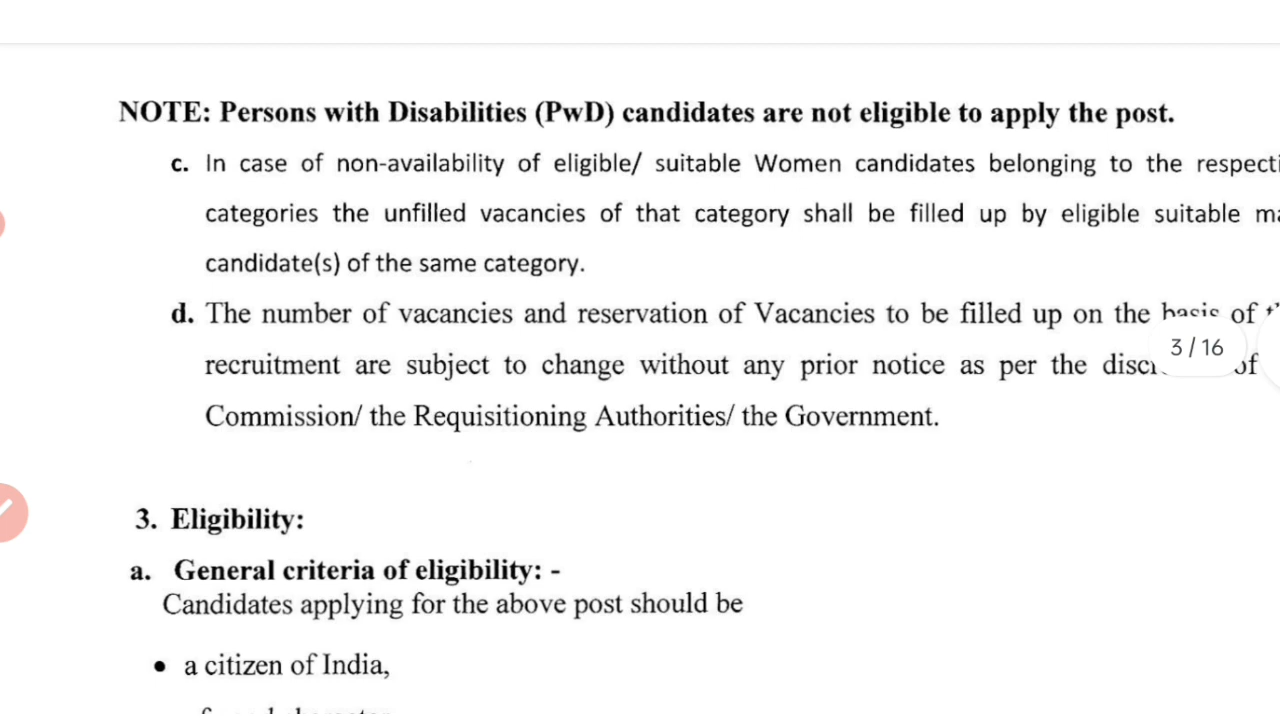 NOTE: Persons with Disabilities (PwD) candidates are not eligible to apply the post.
c. In case of non-availability of eligible/ suitable Women candidates belonging to the
categories the unfilled vacancies of that category shall be filled up by eligible suitable
candidate(s) of the same category.
d. The number of vacancies and reservation of Vacancies to be filled up on the basis of
3 / 16
recruitment are subject to change without any prior notice as per the of
Commission/ the Requisitioning Authorities/ the Government.
3. Eligibility:
a. General criteria of eligibility: -
Candidates applying for the above post should be
• a citizen of India,